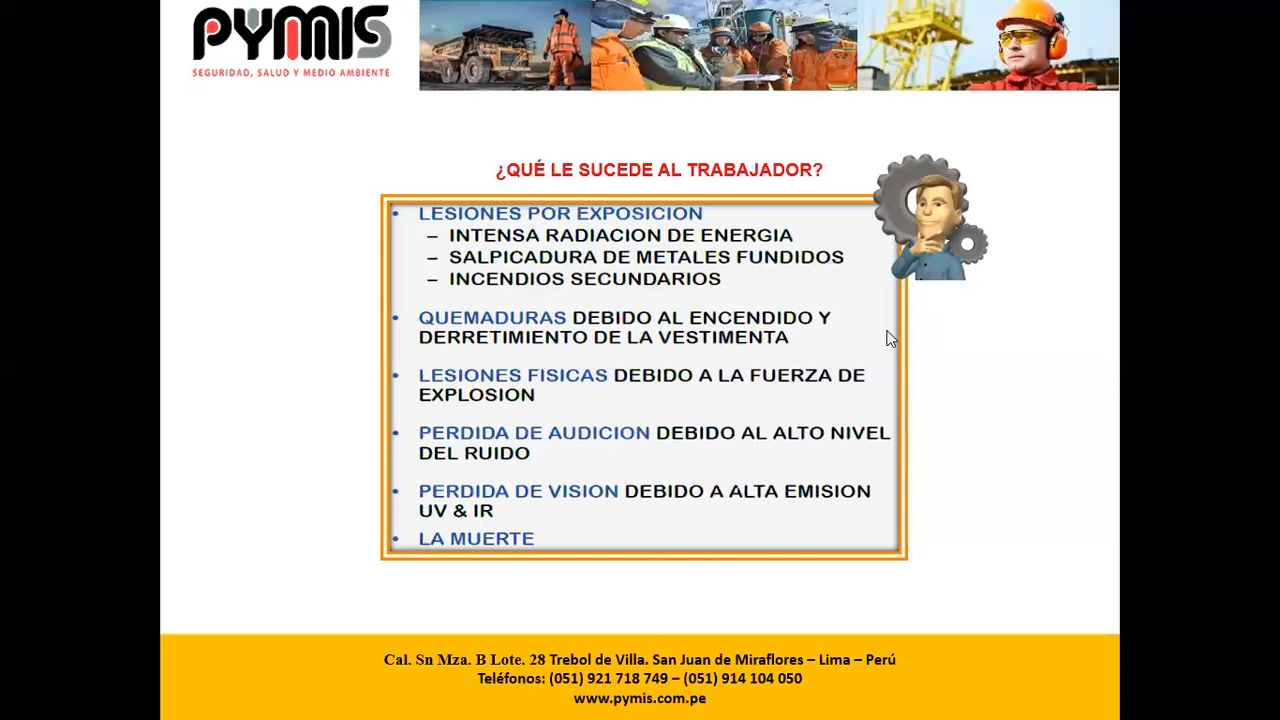 PYMIS
SEGURIDAD, SALUD Y MEDIO AMBIENTE
¿QUÉ LE SUCEDE AL TRABAJADOR?
• LESIONES POR EXPOSICION
– INTENSA RADIACION DE ENERGIA
– SALPICADURA DE METALES FUNDIDOS
– INCENDIOS SECUNDARIOS
• QUEMADURAS DEBIDO AL ENCENDIDO Y
DERRETIMIENTO DE LA VESTIMENTA
• LESIONES FISICAS DEBIDO A LA FUERZA DE
EXPLOSION
• PERDIDA DE AUDICION DEBIDO AL ALTO NIVEL
DEL RUIDO
• PERDIDA DE VISION DEBIDO A ALTA EMISION
UV & IR
• LA MUERTE
Cal. Sn Mza. B Lote. 28 Trebol de Villa. San Juan de Miraflores – Lima – Perú
Teléfonos: (051) 921 718 749 – (051) 914 104 050
www.pymis.com.pe